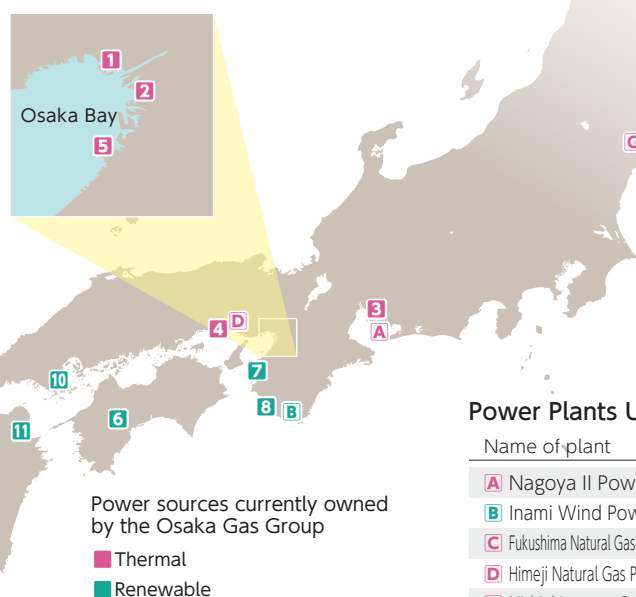 1
2
Osaka Bay
5
C
3
D
4
A
7
10
8
B
6
11
Power Plants U
Name of plant
A Nagoya II Pow
B Inami Wind Pow
C Fukushima Natural Gas
D Himeji Natural Gas P
Power sources currently owned
by the Osaka Gas Group
Thermal
Renewable